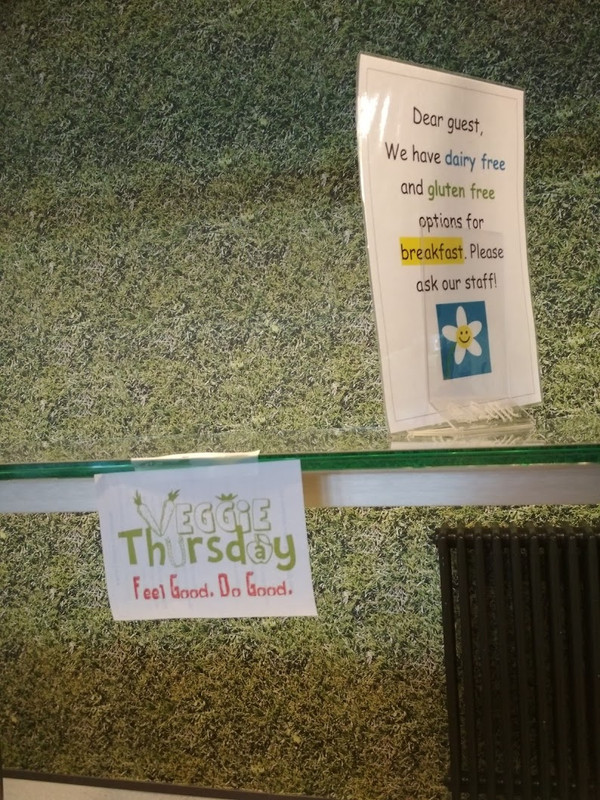 Dear guest,
We have dairy free
and gluten free
options for
breakfast. Please
ask our staff!
VEGGiE
Thursday
Feel Good. Do Good.